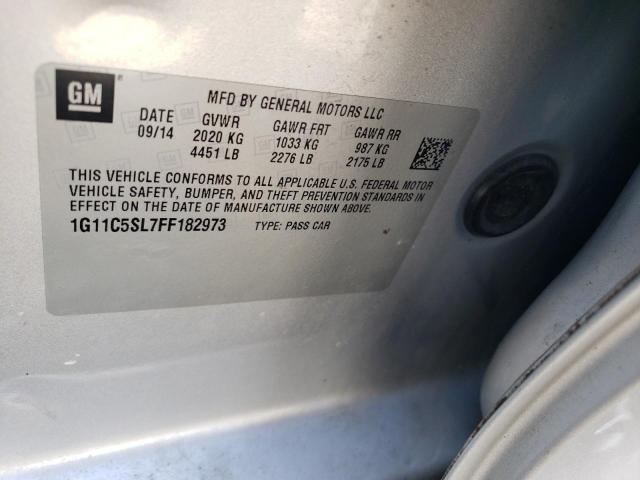 GM
MFD BY GENERAL MOTORS LLC
DATE GVWR GAWR FRT GAWR RR
09/14 2020 KG 1033 KG 987 KG
4451 LB 2276 LB 2175 LB
THIS VEHICLE CONFORMS TO ALL APPLICABLE U.S. FEDERAL MOTOR
VEHICLE SAFETY, BUMPER, AND THEFT PREVENTION STANDARDS IN
EFFECT ON THE DATE OF MANUFACTURE SHOWN ABOVE.
1G11C5SL7FF182973 TYPE: PASS CAR